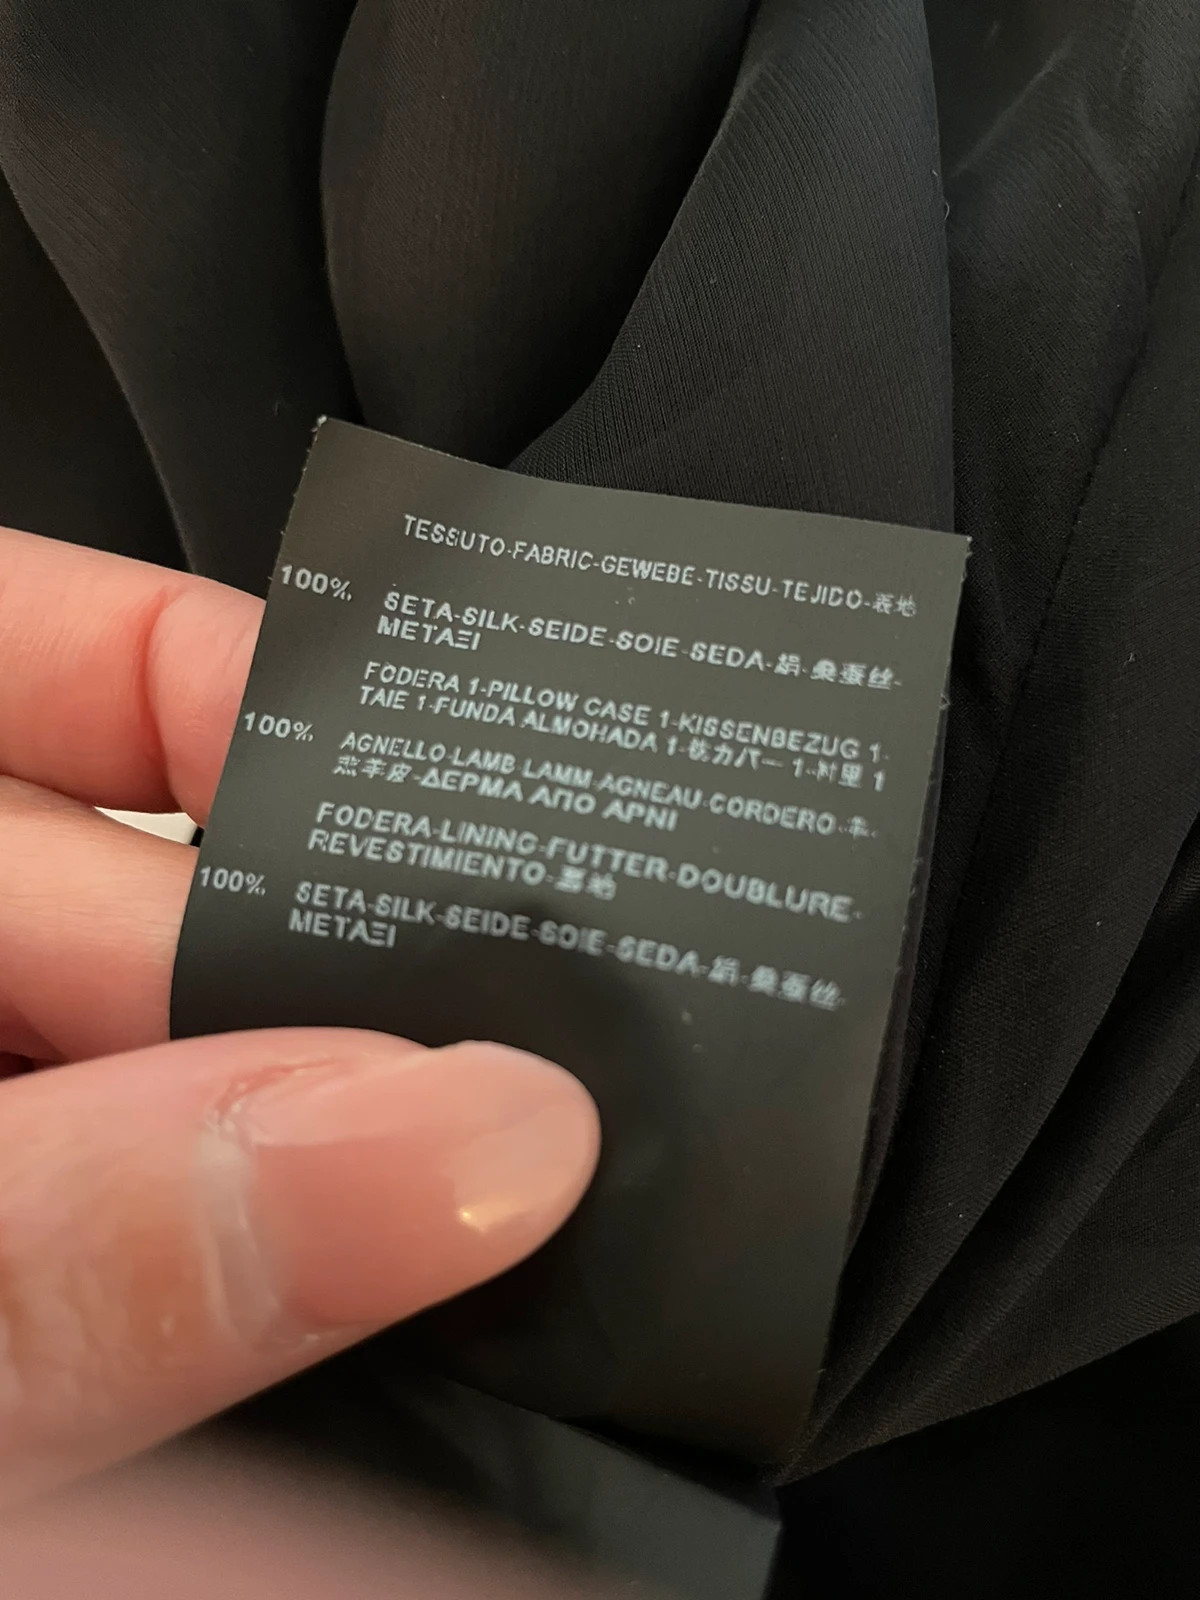 TESSUTO-FABRIC-GEWEBE-TISSU-TEJIDO-表地
100% SETA-SILK-SEIDE-SOIE-SEDA-絹-桑蚕丝-
METAΞI
FODERA 1-PILLOW CASE 1-KISSENBEZUG 1-
TAIE 1-FUNDA ALMOHADA 1-枕カバー 1-衬里 1
100% AGNELLO-LAMB LAMM-AGNEAU-CORDERO-羊-
羊皮-ΔΕΡΜΑ ΑΠΟ ΑΡΝΙ
FODERA-LINING-FUTTER-DOUBLURE-
REVESTIMIENTO-裏地
100% SETA-SILK-SEIDE-SOIE-SEDA-絹-桑蚕丝-
METAΞI